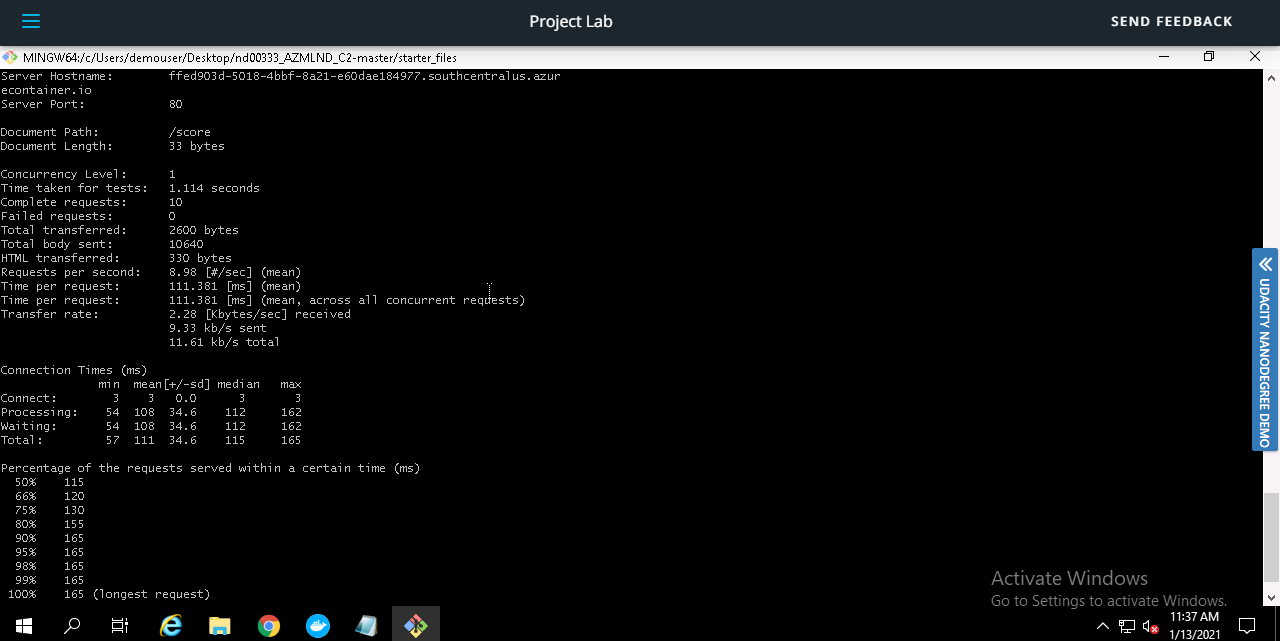 Project Lab
SEND FEEDBACK
MINGW64:/c/Users/demouser/Desktop/nd00333_AZMLND_C2-master/starter_files
Server Hostname:        ffed903d-5018-4bbf-8a21-e60dae184977.southcentralus.azur
econtainer.io
Server Port:            80
Document Path:          /score
Document Length:        33 bytes
Concurrency Level:      1
Time taken for tests:   1.114 seconds
Complete requests:      10
Failed requests:        0
Total transferred:      2600 bytes
Total body sent:        10640
HTML transferred:       330 bytes
Requests per second:    8.98 [#/sec] (mean)
Time per request:       111.381 [ms] (mean)
Time per request:       111.381 [ms] (mean, across all concurrent requests)
Transfer rate:          2.28 [Kbytes/sec] received
                        9.33 kb/s sent
                        11.61 kb/s total
Connection Times (ms)
              min  mean[+/-sd] median   max
Connect:        3    3   0.0      3       3
Processing:    54  108  34.6    112     162
Waiting:       54  108  34.6    112     162
Total:         57  111  34.6    115     165
Percentage of the requests served within a certain time (ms)
  50%    115
  66%    120
  75%    130
  80%    155
  90%    165
  95%    165
  98%    165
  99%    165
 100%    165 (longest request)
UDACITY NANODEGREE DEMO
Activate Windows
Go to Settings to activate Windows.
11:37 AM
1/13/2021